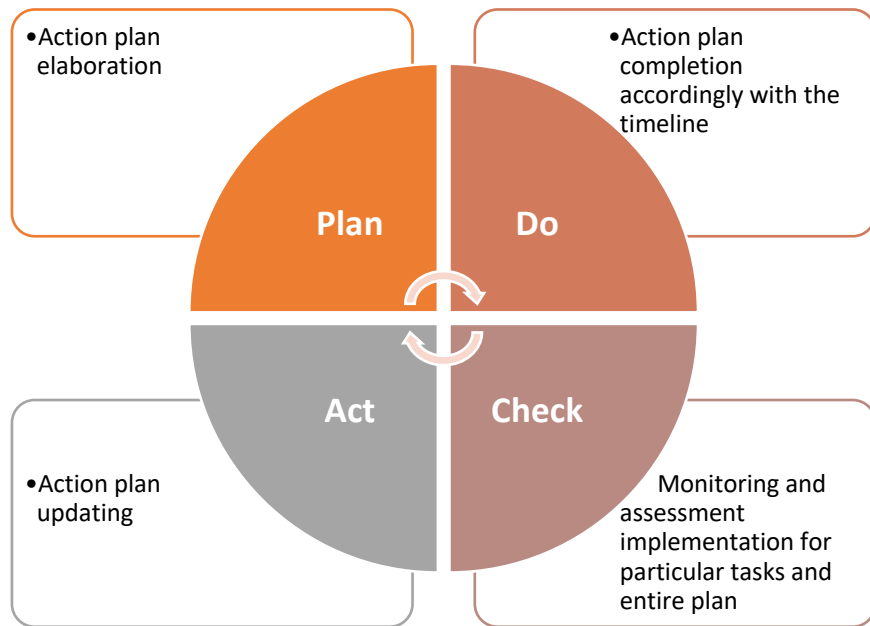 •Action plan
elaboration
•Action plan
completion
accordingly with the
timeline
Plan
Do
Act
Check
•Action plan
updating
Monitoring and
assessment
implementation for
particular tasks and
entire plan